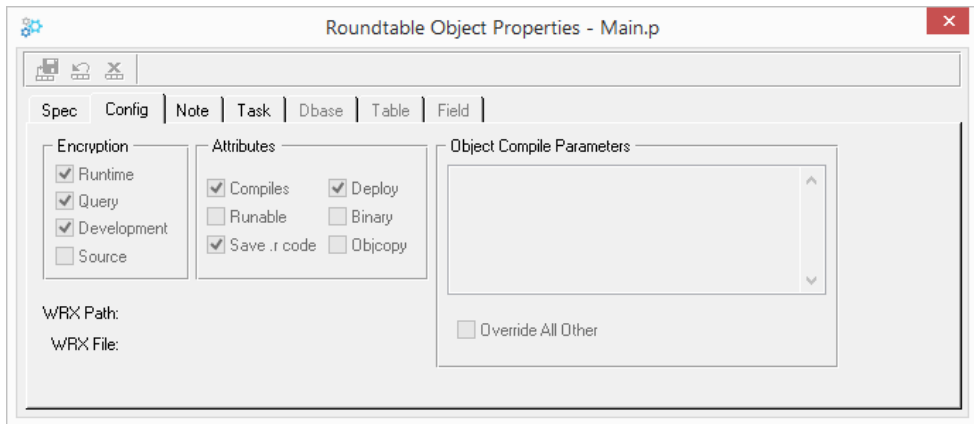 Roundtable Object Properties - Main.p
Spec Config Note Task Dbase Table Field
Encryption
Runtime
Query
Development
Source
Attributes
Compiles Deploy
Runable Binary
Save .r code Objcopy
Object Compile Parameters
Override All Other
WRX Path:
WRX File: